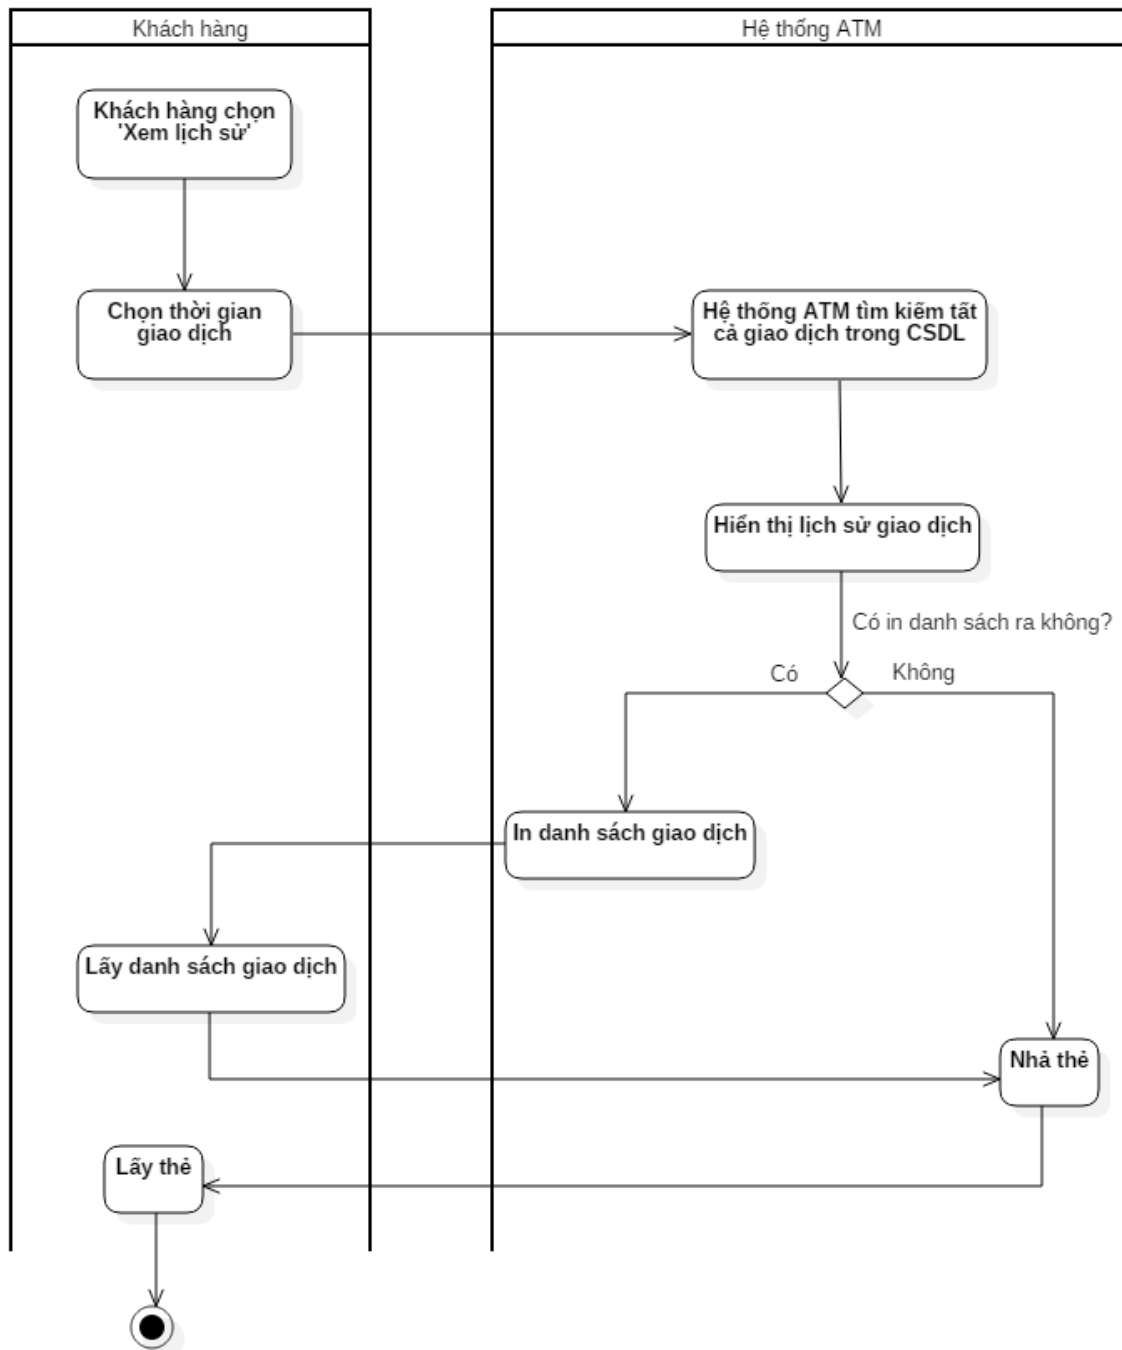 Khách hàng
Hệ thống ATM
Khách hàng chọn
'Xem lịch sử'
Chọn thời gian
giao dịch
Hệ thống ATM tìm kiếm tất
cả giao dịch trong CSDL
Hiển thị lịch sử giao dịch
Có in danh sách ra không?
Có
Không
In danh sách giao dịch
Lấy danh sách giao dịch
Nhả thẻ
Lấy thẻ